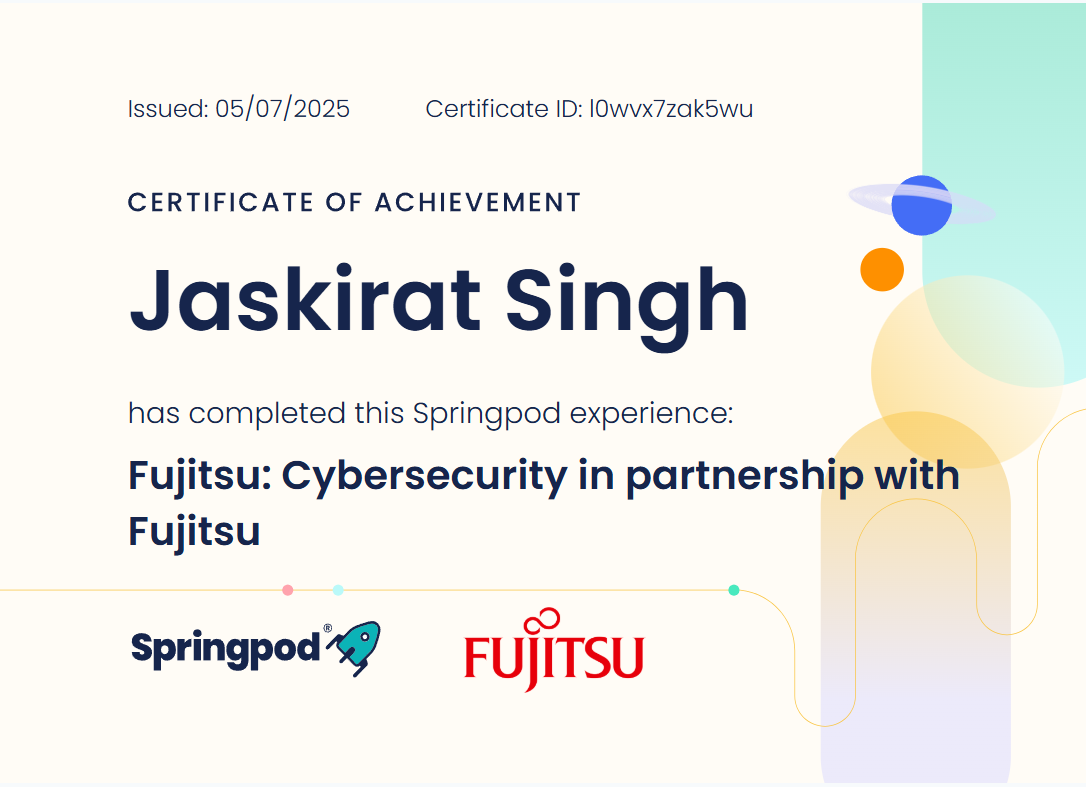 Issued: 05/07/2025 Certificate ID: l0wvx7zak5wu
CERTIFICATE OF ACHIEVEMENT
Jaskirat Singh
has completed this Springpod experience:
Fujitsu: Cybersecurity in partnership with
Fujitsu
Springpod® FUJITSU